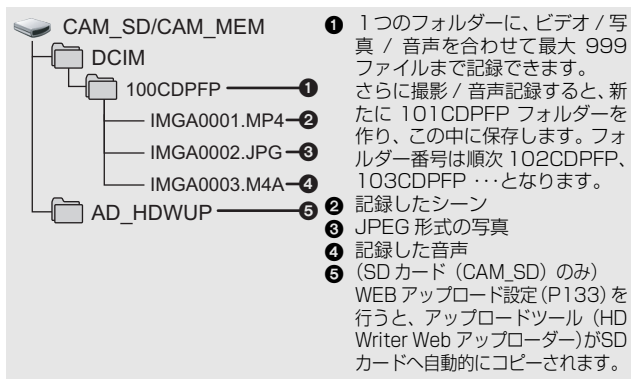 CAM_SD/CAM_MEM
DCIM
100CDPFP ❶
IMGA0001.MP4 ❷
IMGA0002.JPG ❸
IMGA0003.M4A ❹
AD_HDWUP ❺
❶ 1つのフォルダーに、ビデオ / 写
真 / 音声を合わせて最大 999
ファイルまで記録できます。
さらに撮影 / 音声記録すると、新
たに 101CDPFP フォルダーを
作り、この中に保存します。フォ
ルダー番号は順次 102CDPFP、
103CDPFP ･･･となります。
❷ 記録したシーン
❸ JPEG 形式の写真
❹ 記録した音声
❺ (SD カード (CAM_SD) のみ)
WEB アップロード設定(P133)を
行うと、アップロードツール (HD
Writer Web アップローダー)がSD
カードへ自動的にコピーされます。